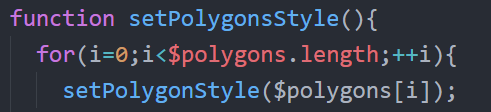 function setPolygonsStyle(){
  for(i=0;i<$polygons.length;++i){
    setPolygonStyle($polygons[i]);